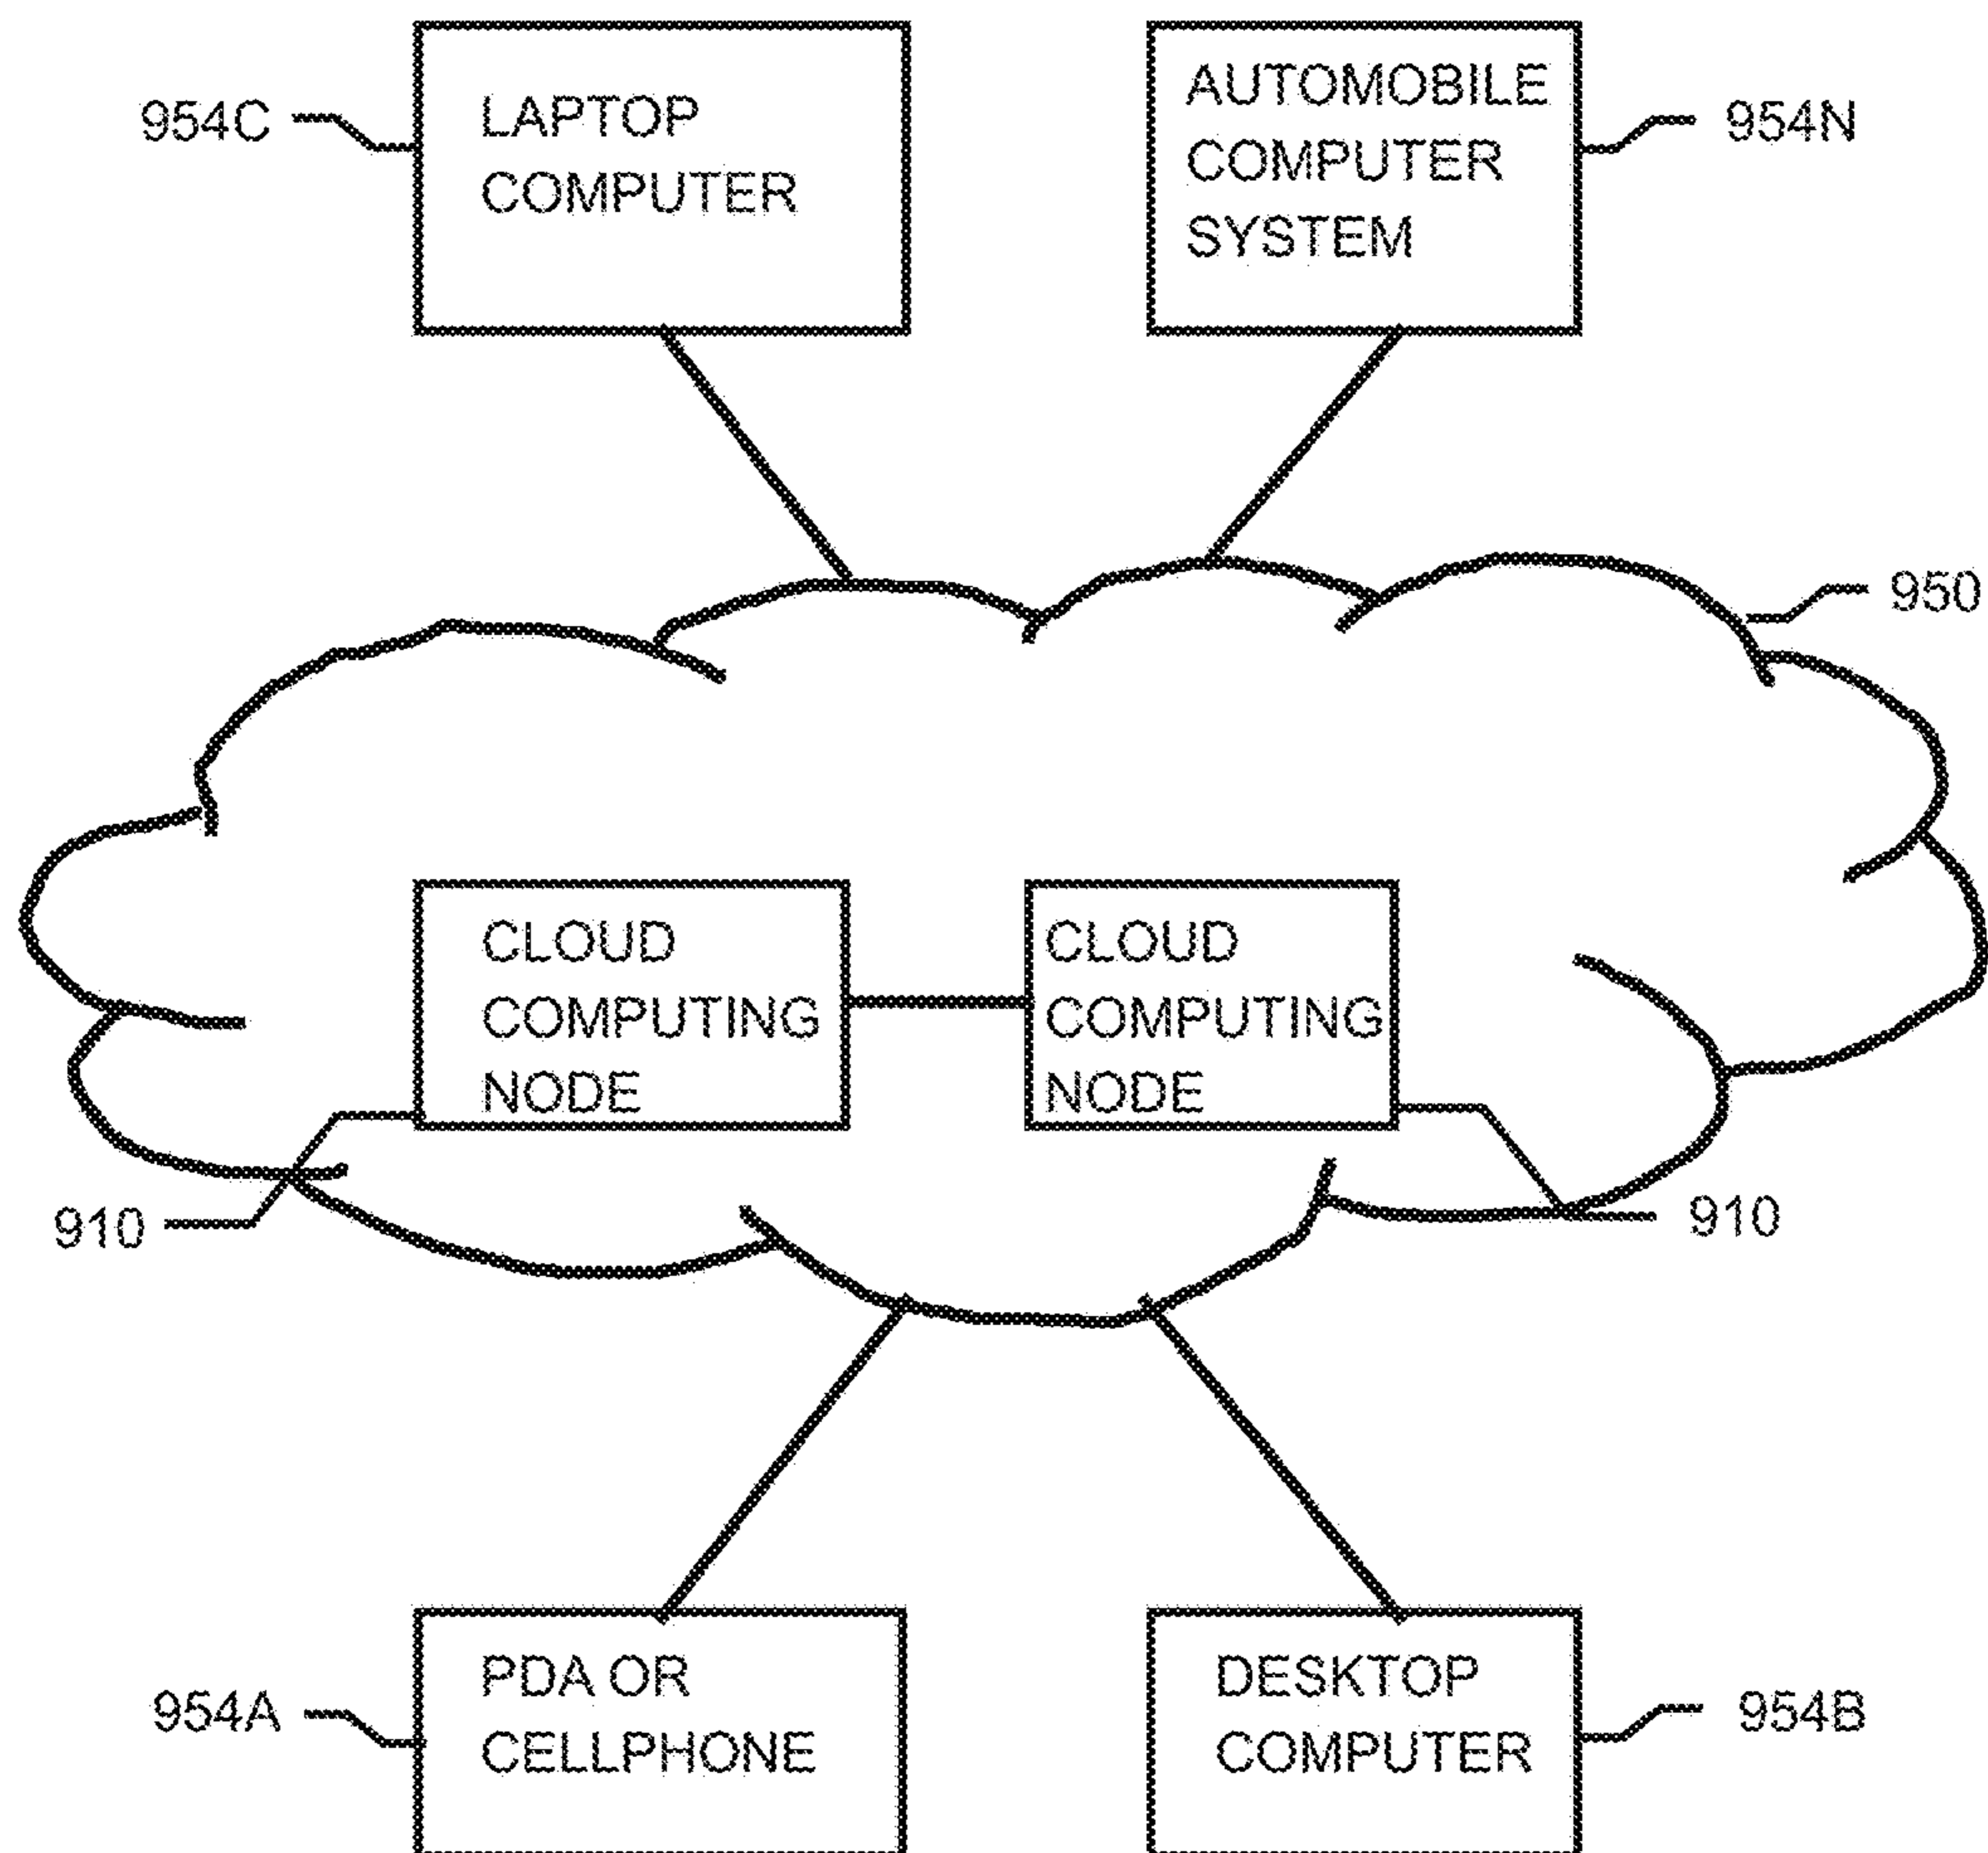 954C
LAPTOP
COMPUTER
AUTOMOBILE
COMPUTER
SYSTEM
954N
950
CLOUD
COMPUTING
NODE
CLOUD
COMPUTING
NODE
910
910
954A
PDA OR
CELLPHONE
DESKTOP
COMPUTER
954B